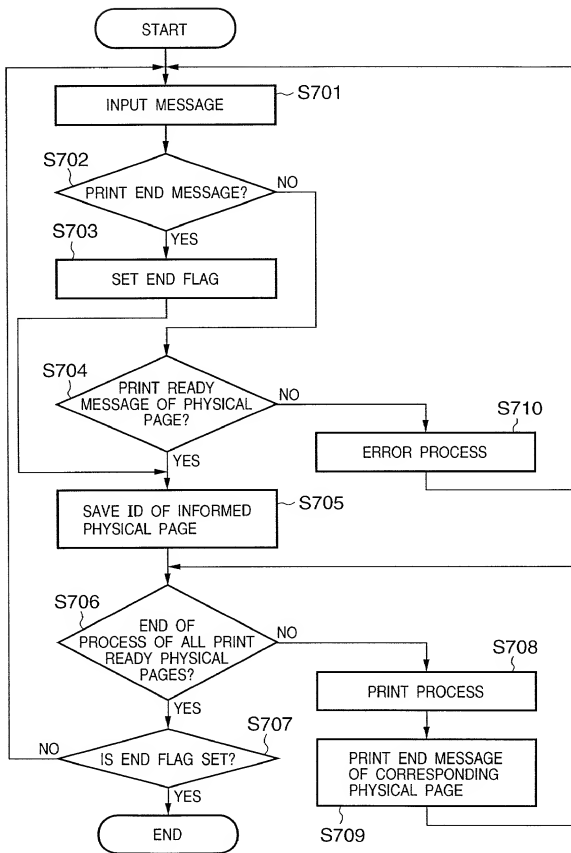 START
INPUT MESSAGE
S701
S702
PRINT END MESSAGE?
NO
YES
S703
SET END FLAG
S704
PRINT READY
MESSAGE OF PHYSICAL
PAGE?
NO
YES
S710
ERROR PROCESS
SAVE ID OF INFORMED
PHYSICAL PAGE
S705
S706
END OF
PROCESS OF ALL PRINT
READY PHYSICAL
PAGES?
NO
YES
S708
PRINT PROCESS
S707
IS END FLAG SET?
NO
YES
PRINT END MESSAGE
OF CORRESPONDING
PHYSICAL PAGE
S709
END